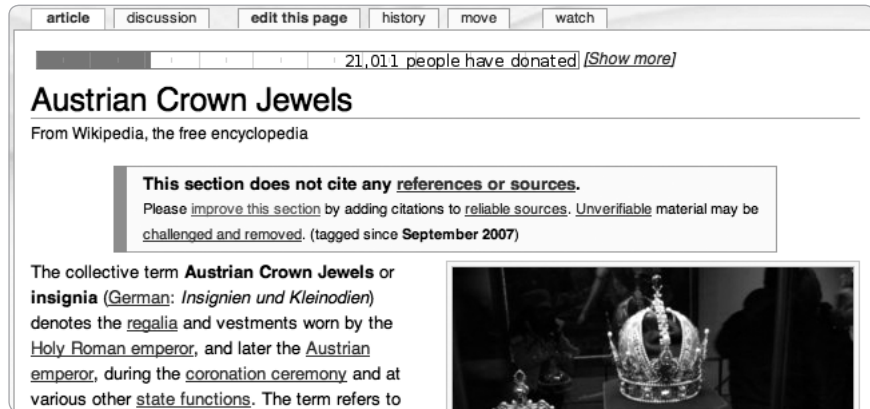 article discussion edit this page history move watch
21,011 people have donated [Show more]
Austrian Crown Jewels
From Wikipedia, the free encyclopedia
This section does not cite any references or sources.
Please improve this section by adding citations to reliable sources. Unverifiable material may be
challenged and removed. (tagged since September 2007)
The collective term Austrian Crown Jewels or
insignia (German: Insignien und Kleinodien)
denotes the regalia and vestments worn by the
Holy Roman emperor, and later the Austrian
emperor, during the coronation ceremony and at
various other state functions. The term refers to